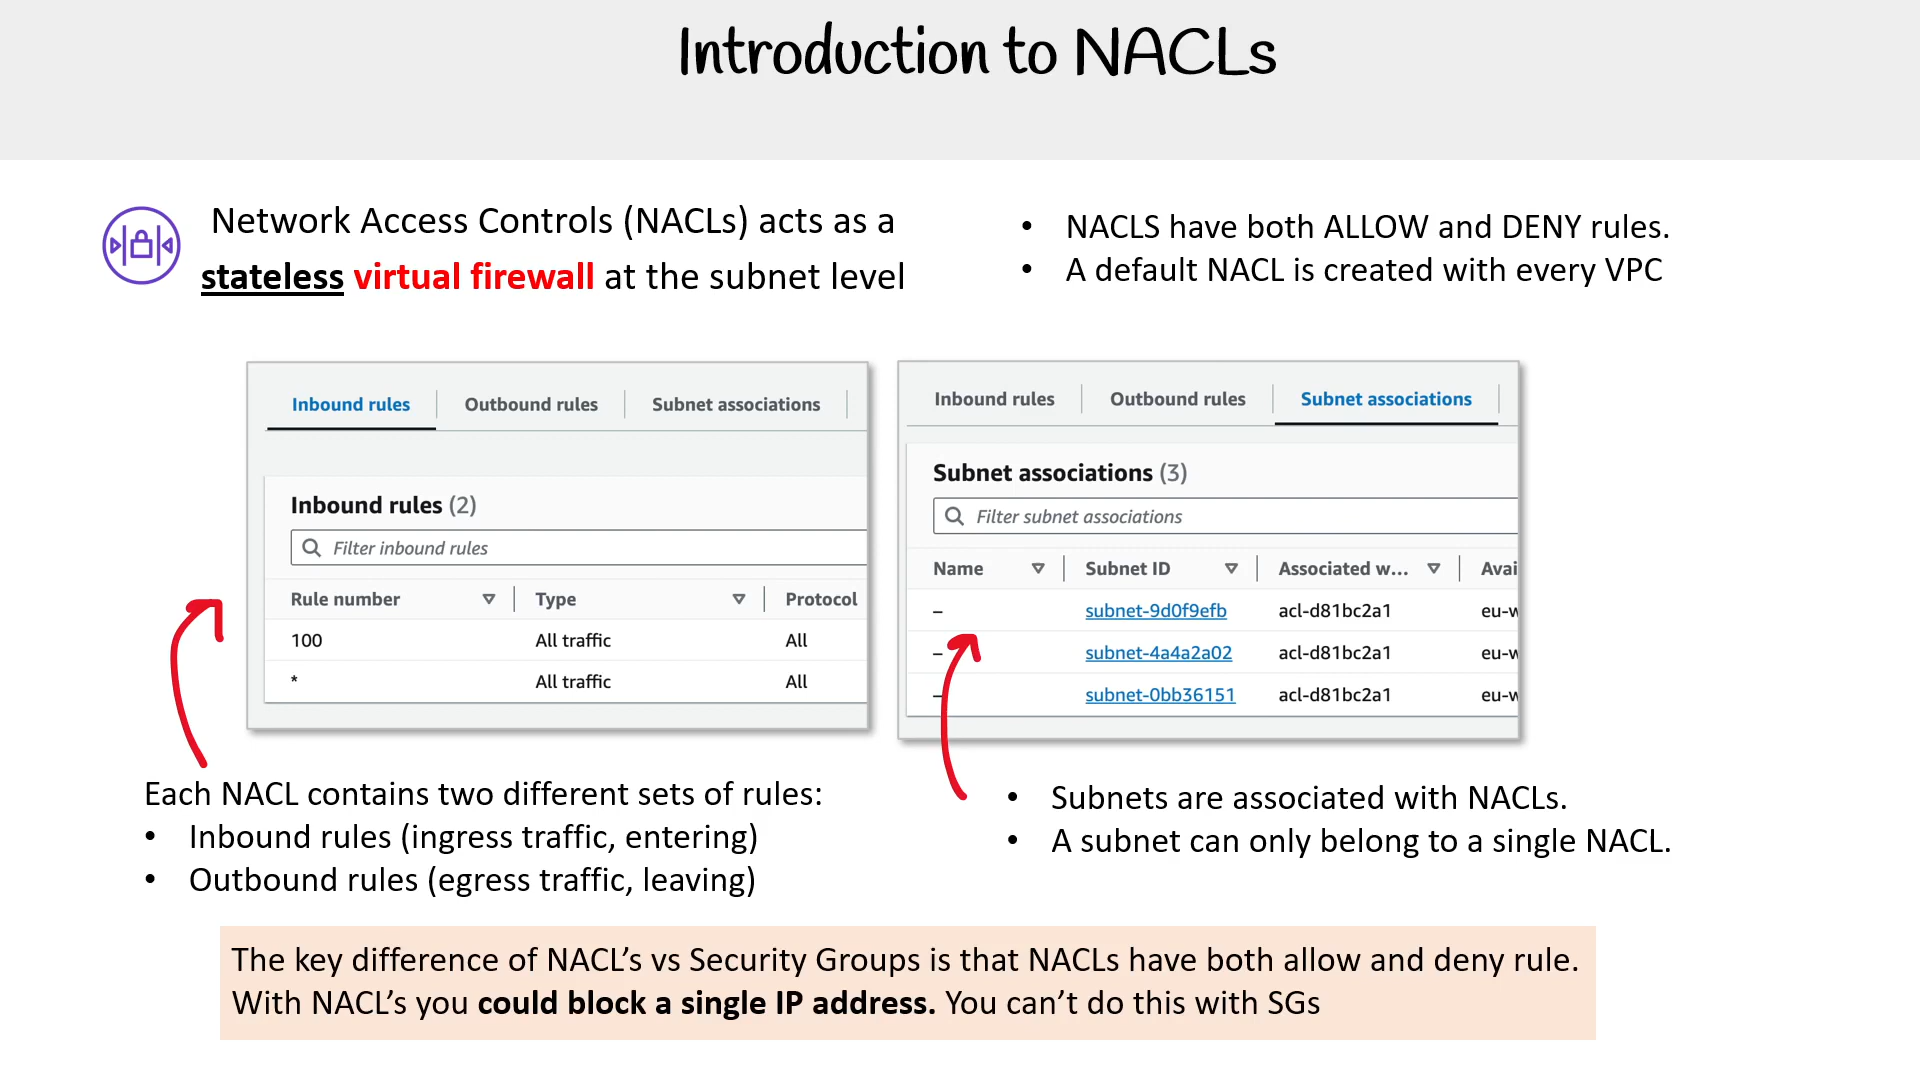 Introduction to NACLs
Network Access Controls (NACLs) acts as a
stateless virtual firewall at the subnet level
• NACLS have both ALLOW and DENY rules.
• A default NACL is created with every VPC
Inbound rules Outbound rules Subnet associations
Inbound rules (2)
Filter inbound rules
Rule number Type Protocol
100 All traffic All
* All traffic All
Inbound rules Outbound rules Subnet associations
Subnet associations (3)
Filter subnet associations
Name Subnet ID Associated w... Avai
– subnet-9d0f9efb acl-d81bc2a1 eu-w
– subnet-4a4a2a02 acl-d81bc2a1 eu-w
– subnet-0bb36151 acl-d81bc2a1 eu-w
Each NACL contains two different sets of rules:
• Inbound rules (ingress traffic, entering)
• Outbound rules (egress traffic, leaving)
• Subnets are associated with NACLs.
• A subnet can only belong to a single NACL.
The key difference of NACL’s vs Security Groups is that NACLs have both allow and deny rule.
With NACL’s you could block a single IP address. You can’t do this with SGs